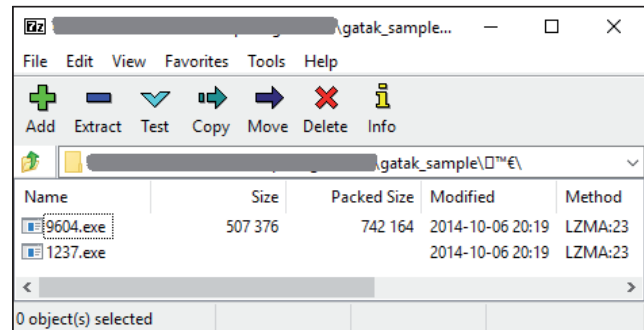 \gatak_sample...
File Edit View Favorites Tools Help
Add Extract Test Copy Move Delete Info
\gatak_sample\□™€\
Name Size Packed Size Modified Method
9604.exe 507 376 742 164 2014-10-06 20:19 LZMA:23
1237.exe 2014-10-06 20:19 LZMA:23
0 object(s) selected